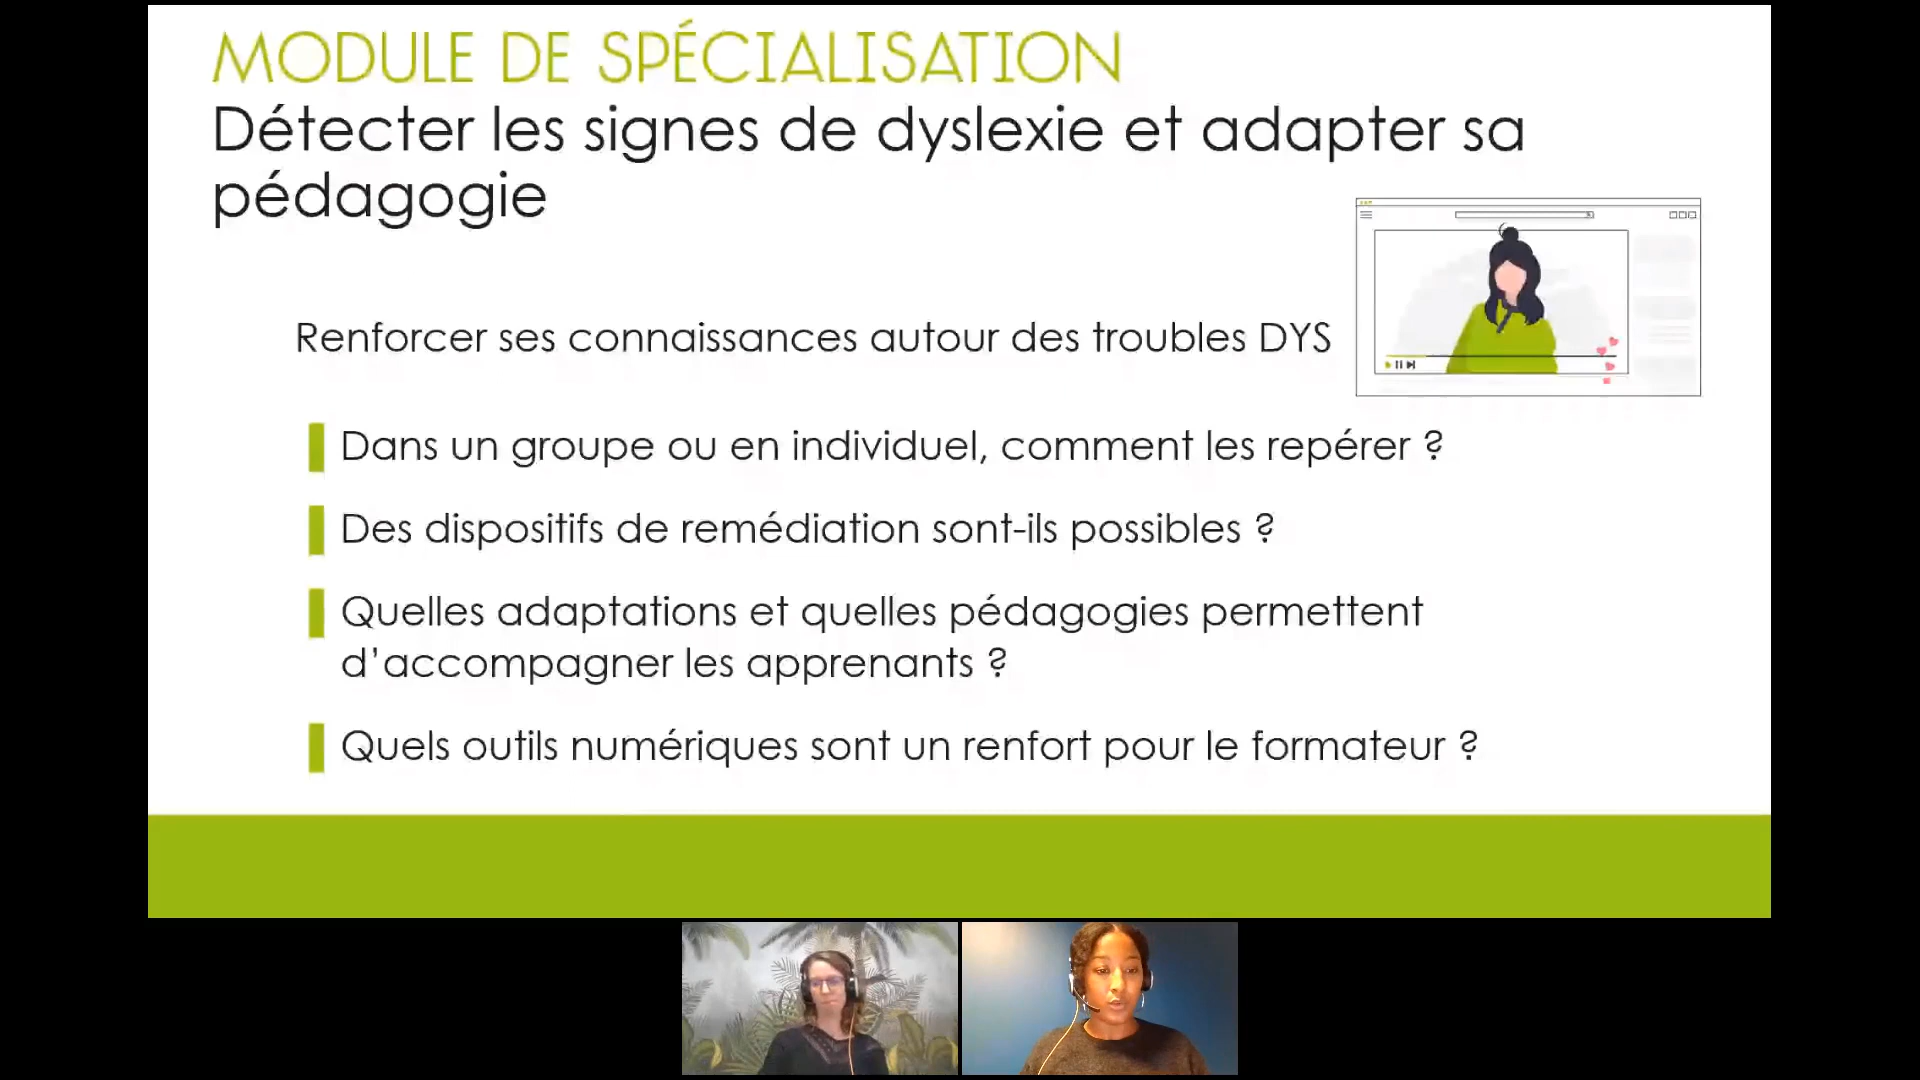 MODULE DE SPÉCIALISATION
Détecter les signes de dyslexie et adapter sa
pédagogie
Renforcer ses connaissances autour des troubles DYS
Dans un groupe ou en individuel, comment les repérer ?
Des dispositifs de remédiation sont-ils possibles ?
Quelles adaptations et quelles pédagogies permettent
d’accompagner les apprenants ?
Quels outils numériques sont un renfort pour le formateur ?